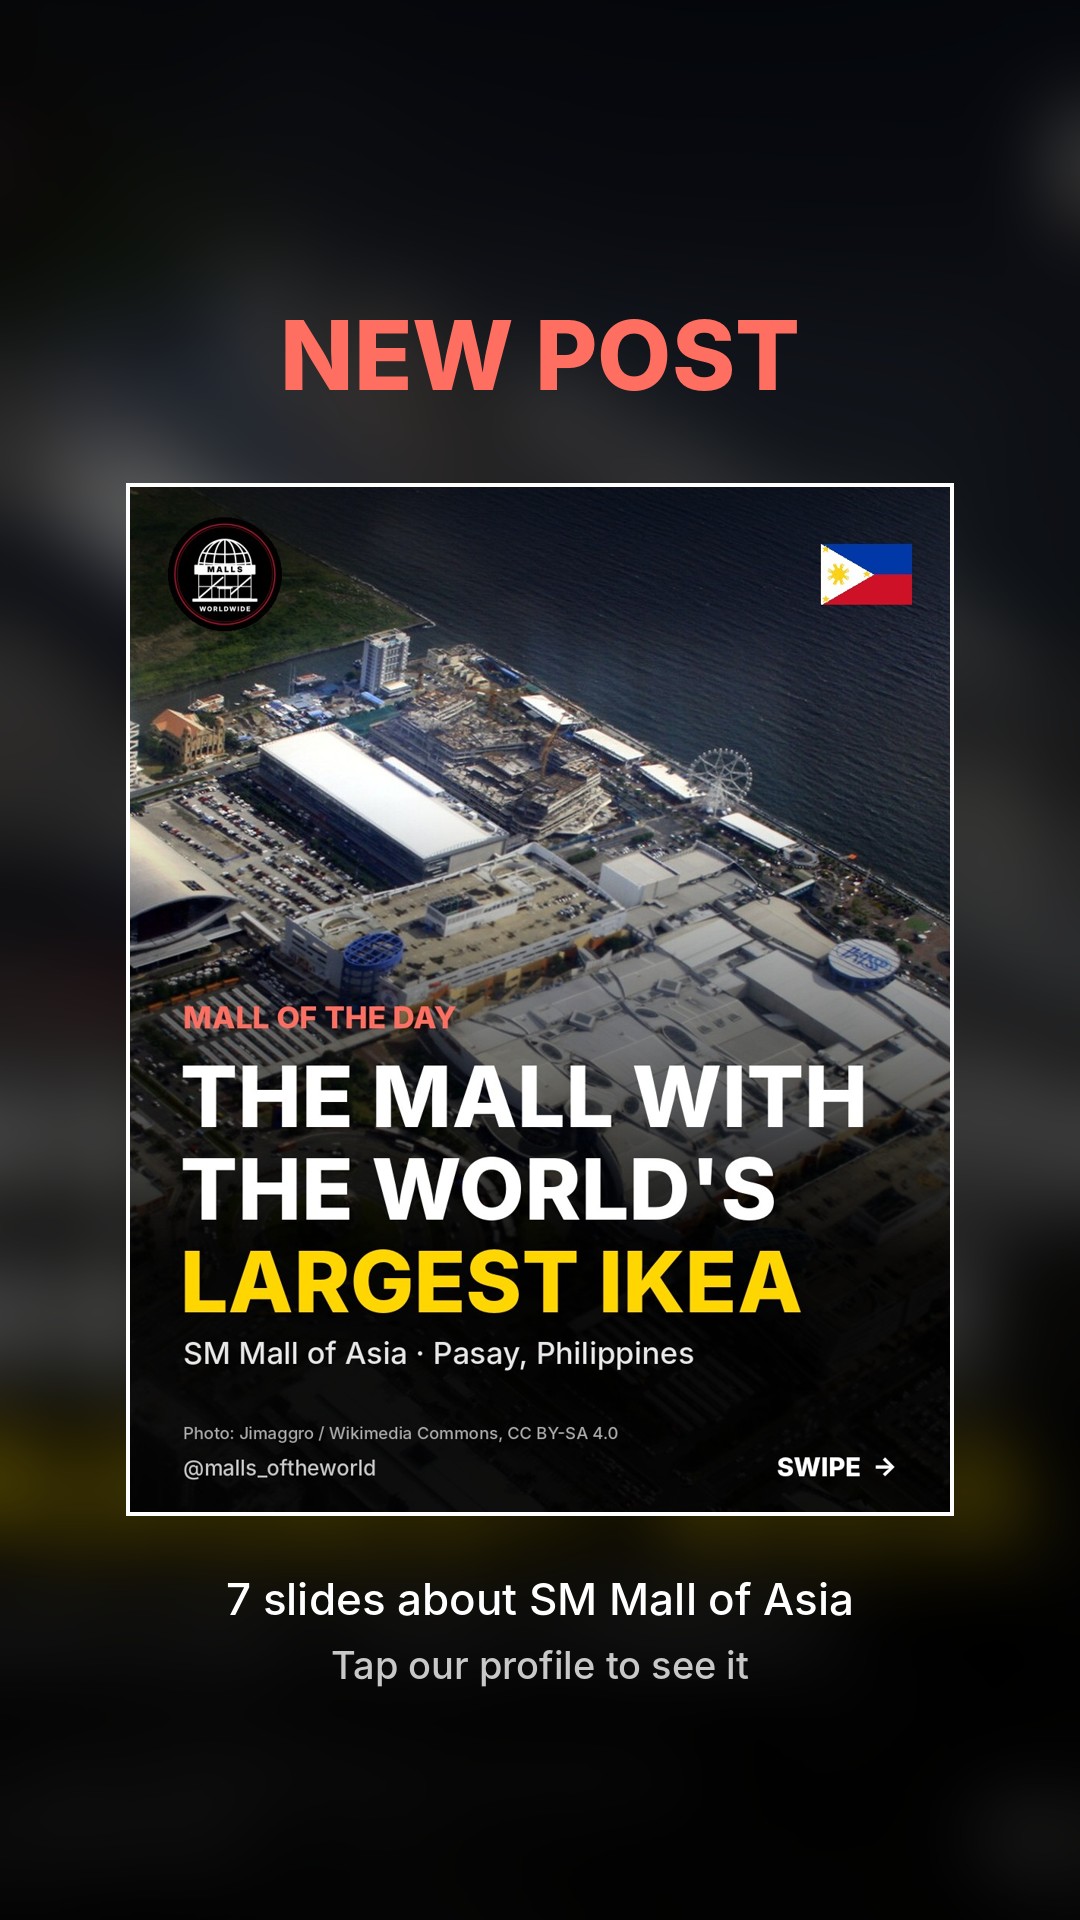 NEW POST
MALLS
WORLDWIDE
MALL OF THE DAY
THE MALL WITH
THE WORLD'S
LARGEST IKEA
SM Mall of Asia · Pasay, Philippines
Photo: Jimaggro / Wikimedia Commons, CC BY-SA 4.0
@malls_oftheworld
SWIPE →
7 slides about SM Mall of Asia
Tap our profile to see it